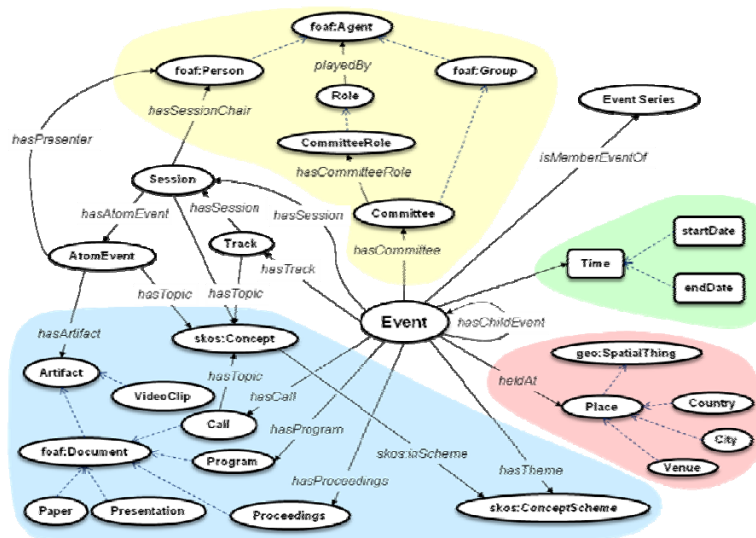 foaf:Agent
foaf:Person
playedBy
foaf:Group
Role
Event Series
hasSessionChair
hasPresenter
CommitteeRole
isMemberEventOf
hasCommitteeRole
Session
hasSession
hasSession
Committee
hasAtomEvent
startDate
Track
hasCommittee
AtomEvent
Time
hasTrack
endDate
hasTopic
hasTopic
Event
hasChildEvent
hasArtifact
skos:Concept
geo:SpatialThing
Artifact
hasTopic
heldAt
VideoClip
hasCall
Place
Country
Call
hasProgram
City
foaf:Document
skos:inScheme
Program
Venue
hasTheme
hasProceedings
Paper
Presentation
Proceedings
skos:ConceptScheme